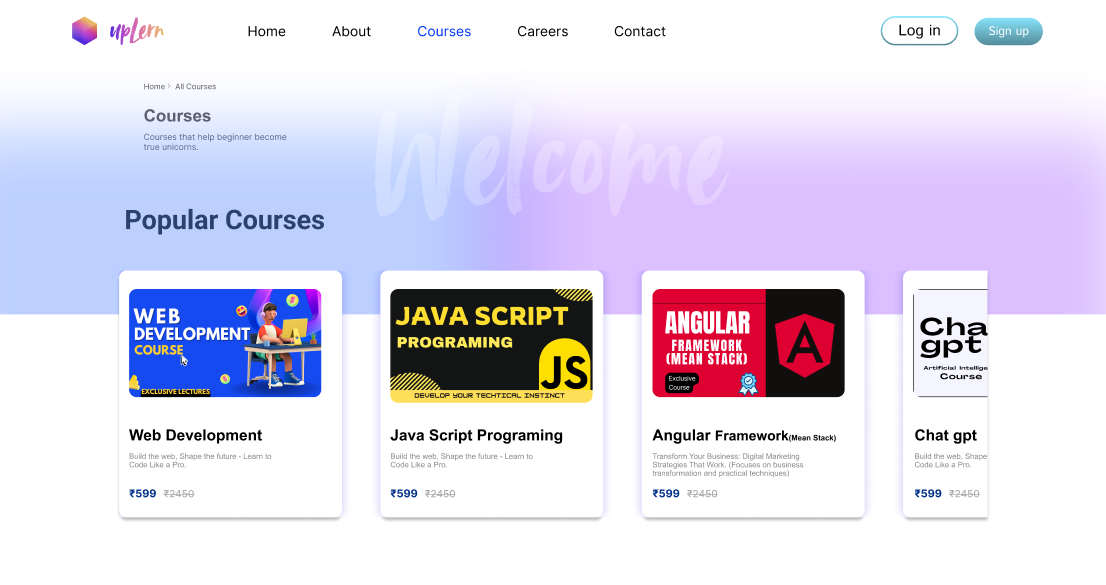 upLern
Home
About
Courses
Careers
Contact
Log in
Sign up
Home > All Courses
Courses
Courses that help beginner become
true unicorns.
Welcome
Popular Courses
WEB
DEVELOPMENT
COURSE
EXCLUSIVE LECTURES
Web Development
Build the web, Shape the future - Learn to
Code Like a Pro.
₹599 ₹2450
JAVA SCRIPT
PROGRAMING
JS
DEVELOP YOUR TECHTICAL INSTINCT
Java Script Programing
Build the web, Shape the future - Learn to
Code Like a Pro.
₹599 ₹2450
ANGULAR
FRAMEWORK
(MEAN STACK)
Exclusive
Course
A
Angular Framework(Mean Stack)
Transform Your Business: Digital Marketing
Strategies That Work. (Focuses on business
transformation and practical techniques)
₹599 ₹2450
Cha
gpt
Artificial Intellige
Course
Chat gpt
Build the web, Shape
Code Like a Pro.
₹599 ₹2450